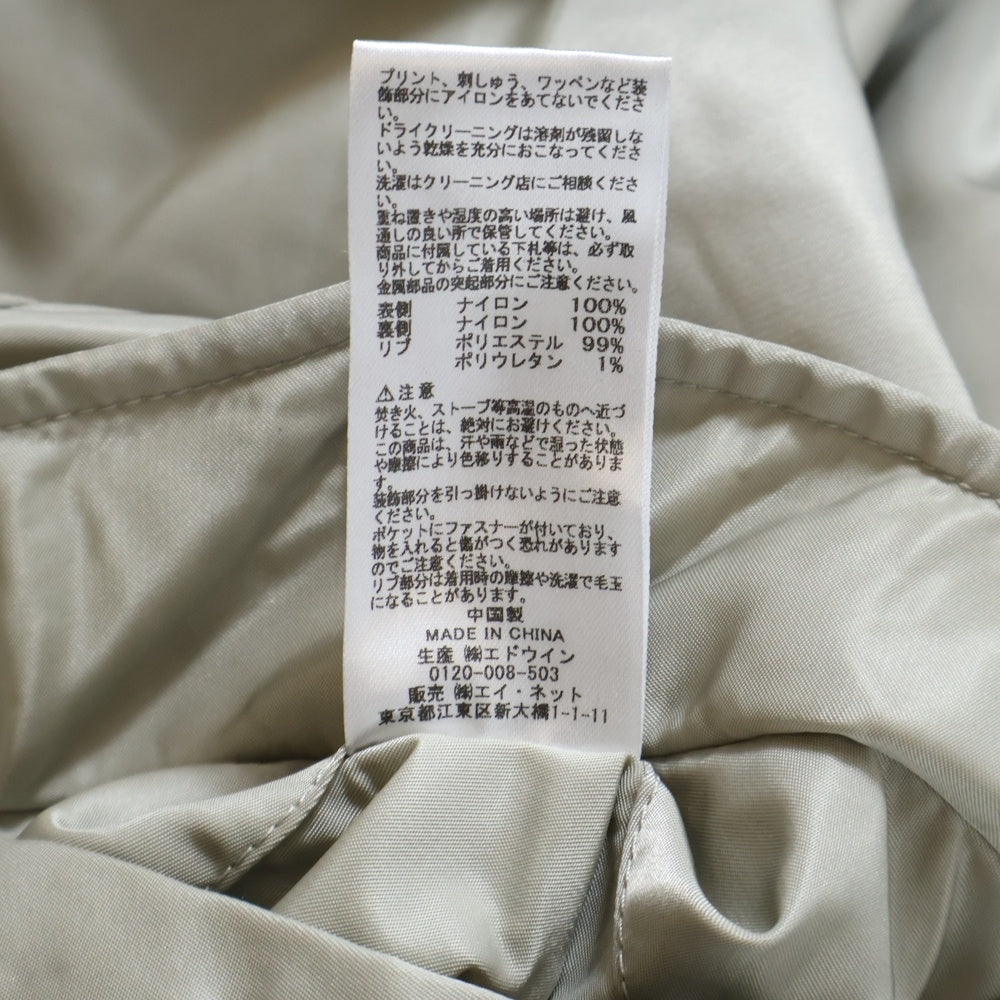 プリント、刺しゅう、ワッペンなど装
飾部分にアイロンをあてないでくださ
い。
ドライクリーニングは溶剤が残留しな
いよう乾燥を充分におこなってくださ
い。
洗濯はクリーニング店にご相談くださ
い。
重ね置きや湿度の高い場所は避け、風
通しの良い所で保管してください。
商品に付属している下札等は、必ず取
り外してからご着用ください。
金属部品の突起部分にご注意ください。
表側 ナイロン 100%
裏側 ナイロン 100%
リブ ポリエステル 99%
ポリウレタン 1%
⚠注意
焚き火、ストーブ等高温のものへ近づ
けることは、絶対にお避けください。
この商品は、汗や雨などで湿った状態
や摩擦により色移りすることがありま
す。
装飾部分を引っ掛けないようにご注意
ください。
ポケットにファスナーが付いており、
物を入れると傷がつく恐れがあります
のでご注意ください。
リブ部分は着用時の摩擦や洗濯で毛玉
になることがあります。
中国製
MADE IN CHINA
生産 ㈱エドウイン
0120-008-503
販売 ㈱エイ・ネット
東京都江東区新大橋1-1-11